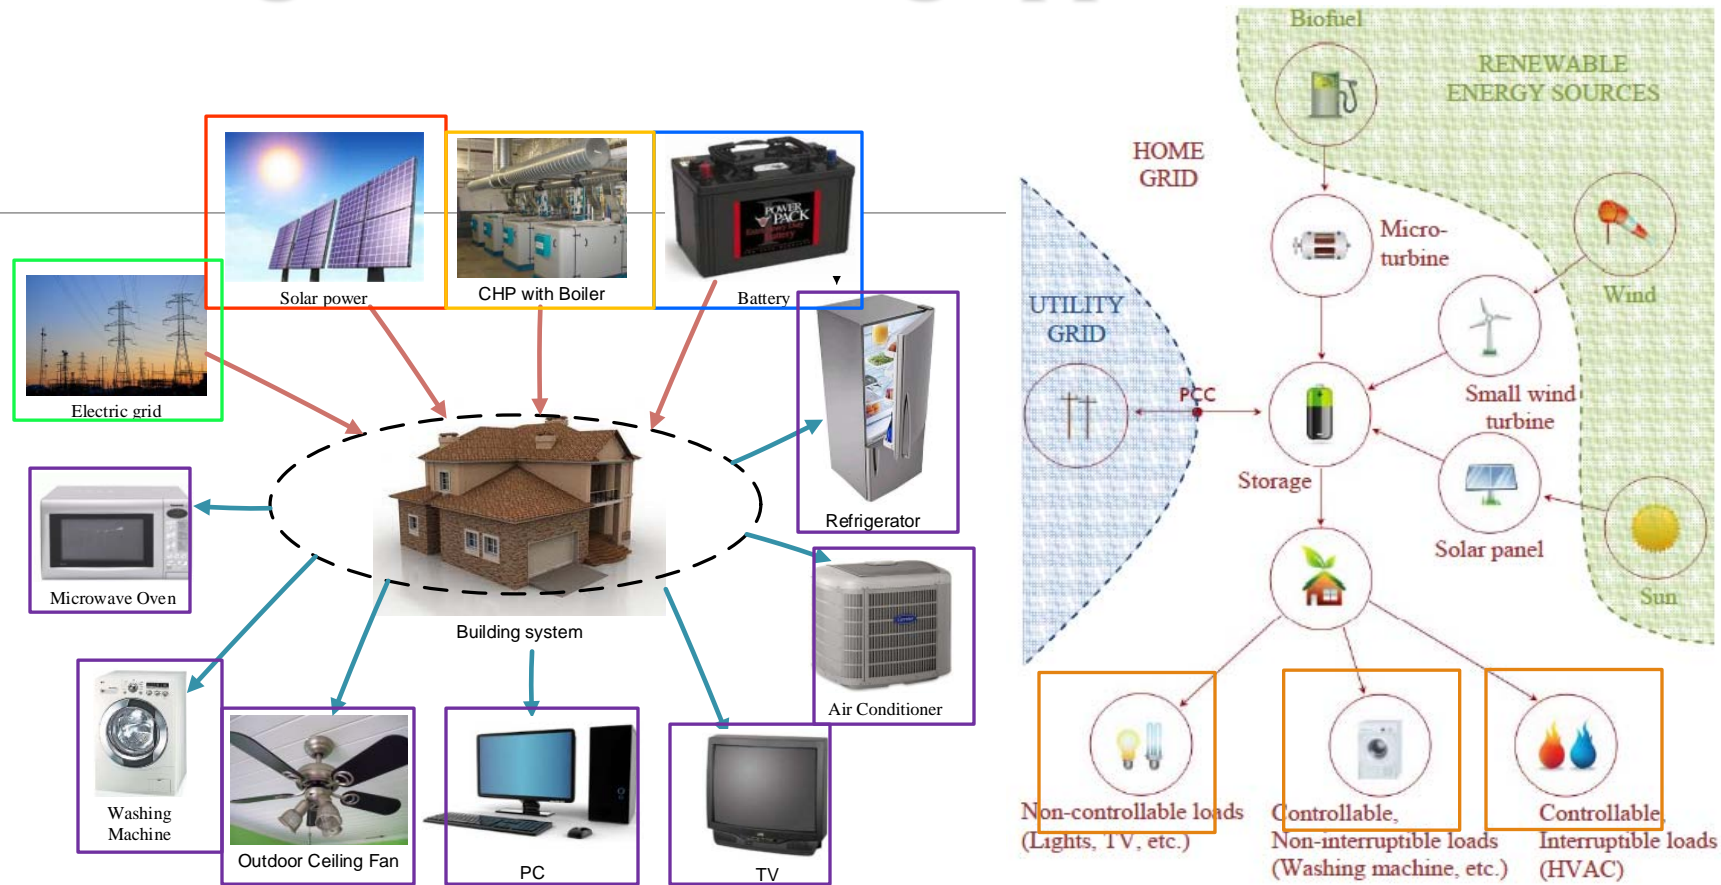 Solar power
CHP with Boiler
POWER
PACK
Battery
Electric grid
Refrigerator
Microwave Oven
Building system
Air Conditioner
Washing
Machine
Outdoor Ceiling Fan
PC
TV
Biofuel
RENEWABLE
ENERGY SOURCES
HOME
GRID
Micro-
turbine
UTILITY
GRID
Wind
PCC
Small wind
turbine
Storage
Solar panel
Sun
Non-controllable loads
(Lights, TV, etc.)
Controllable,
Non-interruptible loads
(Washing machine, etc.)
Controllable,
Interruptible loads
(HVAC)